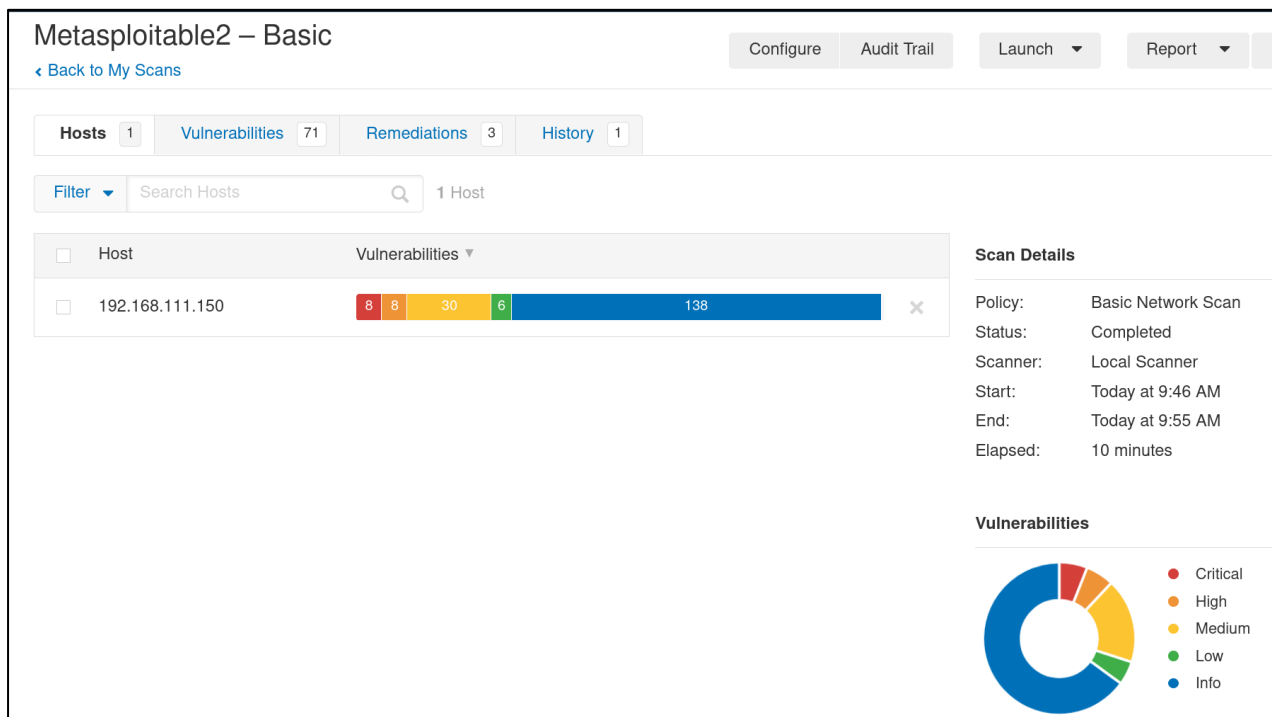 Metasploitable2 – Basic
Back to My Scans
Configure Audit Trail Launch Report
Hosts 1 Vulnerabilities 71 Remediations 3 History 1
Filter Search Hosts 1 Host
Host Vulnerabilities
192.168.111.150 8 8 30 6 138
Scan Details
Policy: Basic Network Scan
Status: Completed
Scanner: Local Scanner
Start: Today at 9:46 AM
End: Today at 9:55 AM
Elapsed: 10 minutes
Vulnerabilities
Critical
High
Medium
Low
Info